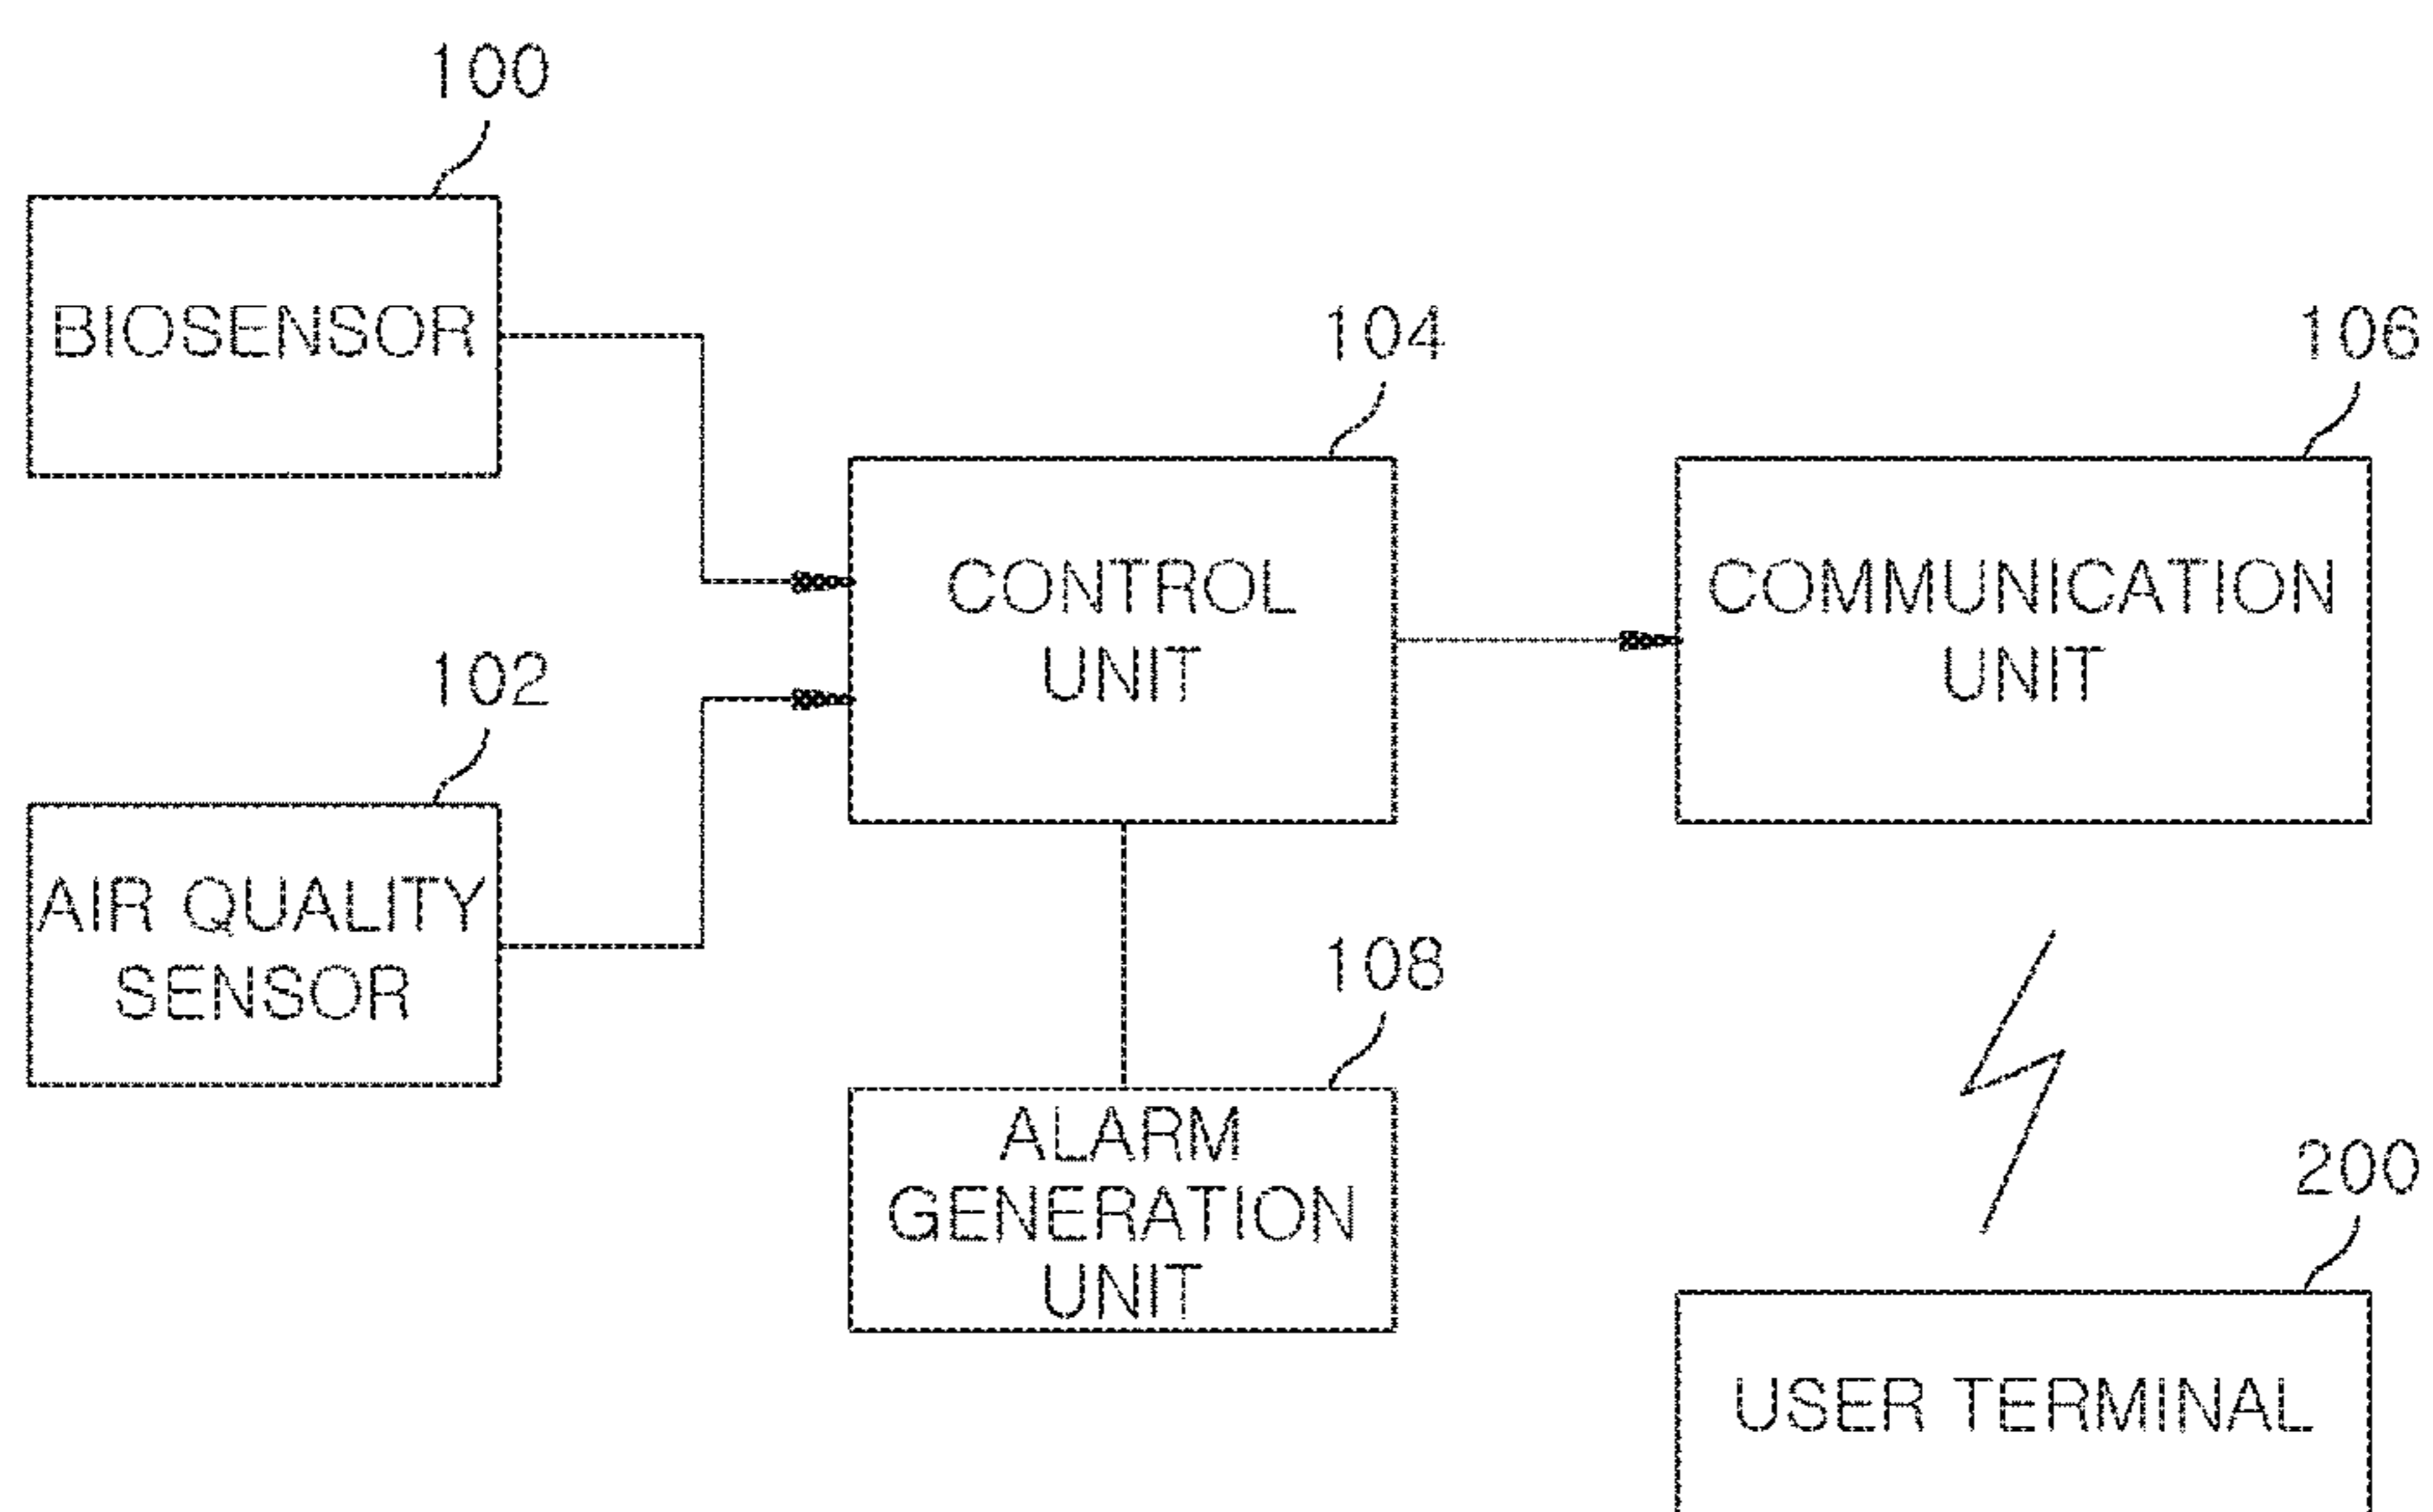 100
BIOSENSOR
104
106
CONTROL
UNIT
COMMUNICATION
UNIT
102
AIR QUALITY
SENSOR
108
ALARM
GENERATION
UNIT
200
USER TERMINAL